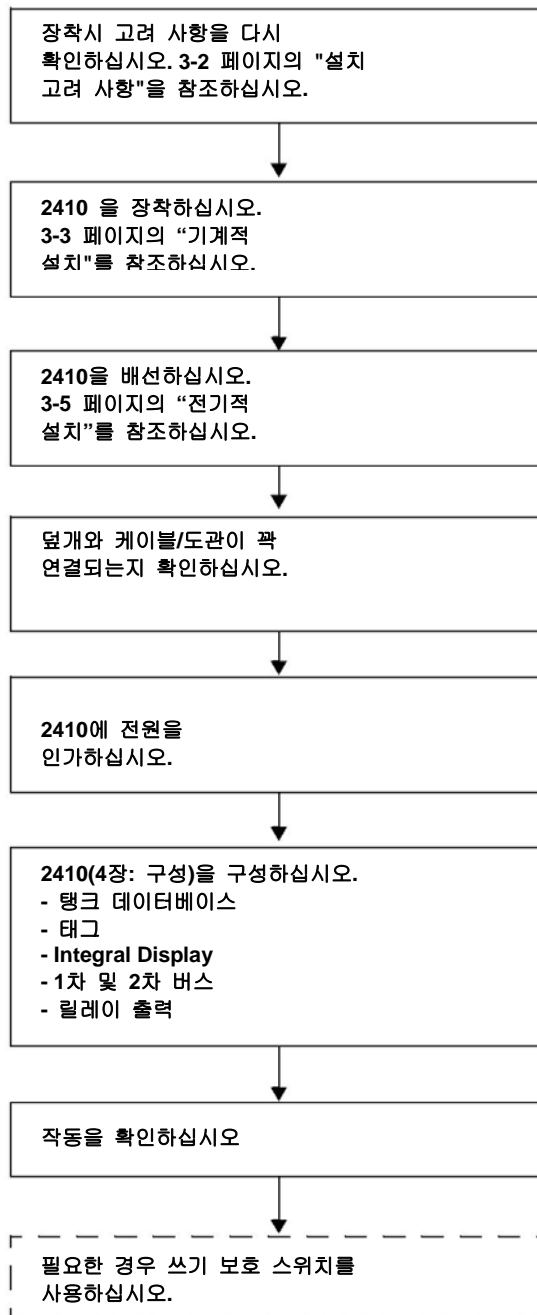 장착시 고려 사항을 다시
확인하십시오. 3-2 페이지의 "설치
고려 사항"을 참조하십시오.
2410 을 장착하십시오.
3-3 페이지의 “기계적
설치"를 참조하십시오.
2410을 배선하십시오.
3-5 페이지의 “전기적
설치”를 참조하십시오.
덮개와 케이블/도관이 꽉
연결되는지 확인하십시오.
2410에 전원을
인가하십시오.
2410(4장: 구성)을 구성하십시오.
- 탱크 데이터베이스
- 태그
- Integral Display
- 1차 및 2차 버스
- 릴레이 출력
작동을 확인하십시오
필요한 경우 쓰기 보호 스위치를
사용하십시오.